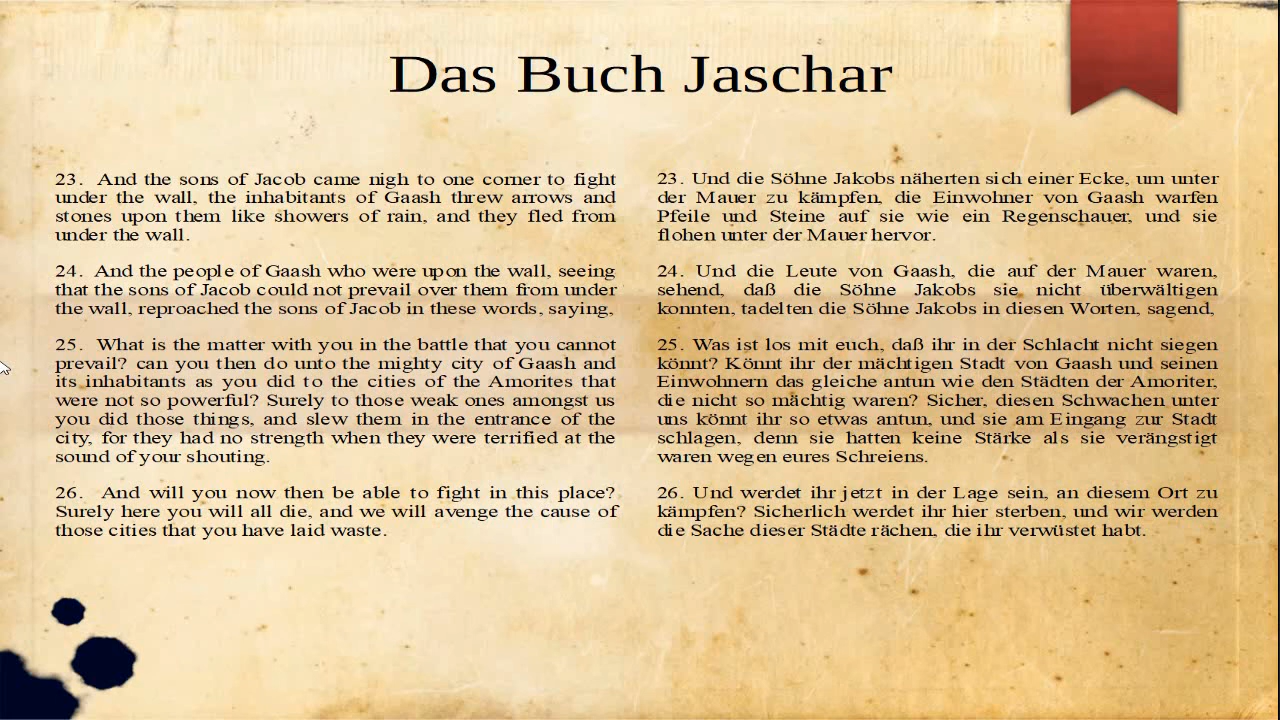 Das Buch Jaschar
23. And the sons of Jacob came nigh to one corner to fight
under the wall, the inhabitants of Gaash threw arrows and
stones upon them like showers of rain, and they fled from
under the wall.
24. And the people of Gaash who were upon the wall, seeing
that the sons of Jacob could not prevail over them from under
the wall, reproached the sons of Jacob in these words, saying,
25. What is the matter with you in the battle that you cannot
prevail? can you then do unto the mighty city of Gaash and
its inhabitants as you did to the cities of the Amorites that
were not so powerful? Surely to those weak ones amongst us
you did those things, and slew them in the entrance of the
city, for they had no strength when they were terrified at the
sound of your shouting.
26. And will you now then be able to fight in this place?
Surely here you will all die, and we will avenge the cause of
those cities that you have laid waste.
23. Und die Söhne Jakobs näherten sich einer Ecke, um unter
der Mauer zu kämpfen, die Einwohner von Gaash warfen
Pfeile und Steine auf sie wie ein Regenschauer, und sie
flohen unter der Mauer hervor.
24. Und die Leute von Gaash, die auf der Mauer waren,
sehend, daß die Söhne Jakobs sie nicht überwältigen
konnten, tadelten die Söhne Jakobs in diesen Worten, sagend,
25. Was ist los mit euch, daß ihr in der Schlacht nicht siegen
könnt? Könnt ihr der mächtigen Stadt von Gaash und seinen
Einwohnern das gleiche antun wie den Städten der Amoriter,
die nicht so mächtig waren? Sicher, diesen Schwachen unter
uns könnt ihr so etwas antun, und sie am Eingang zur Stadt
schlagen, denn sie hatten keine Stärke als sie verängstigt
waren wegen eures Schreiens.
26. Und werdet ihr jetzt in der Lage sein, an diesem Ort zu
kämpfen? Sicherlich werdet ihr hier sterben, und wir werden
die Sache dieser Städte rächen, die ihr verwüstet habt.